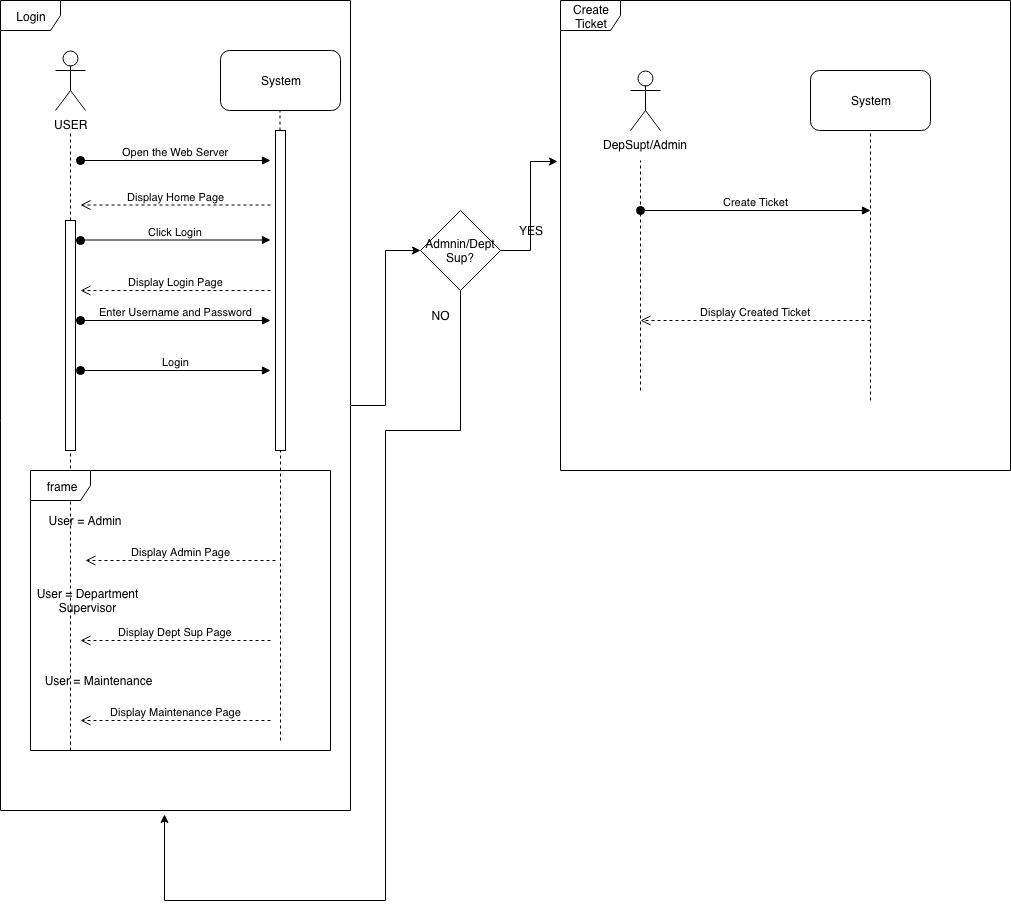 Login
USER
System
Open the Web Server
Display Home Page
Click Login
Display Login Page
Enter Username and Password
Login
frame
User = Admin
Display Admin Page
User = Department
Supervisor
Display Dept Sup Page
User = Maintenance
Display Maintenance Page
Admnin/Dept
Sup?
YES
NO
Create
Ticket
DepSupt/Admin
System
Create Ticket
Display Created Ticket